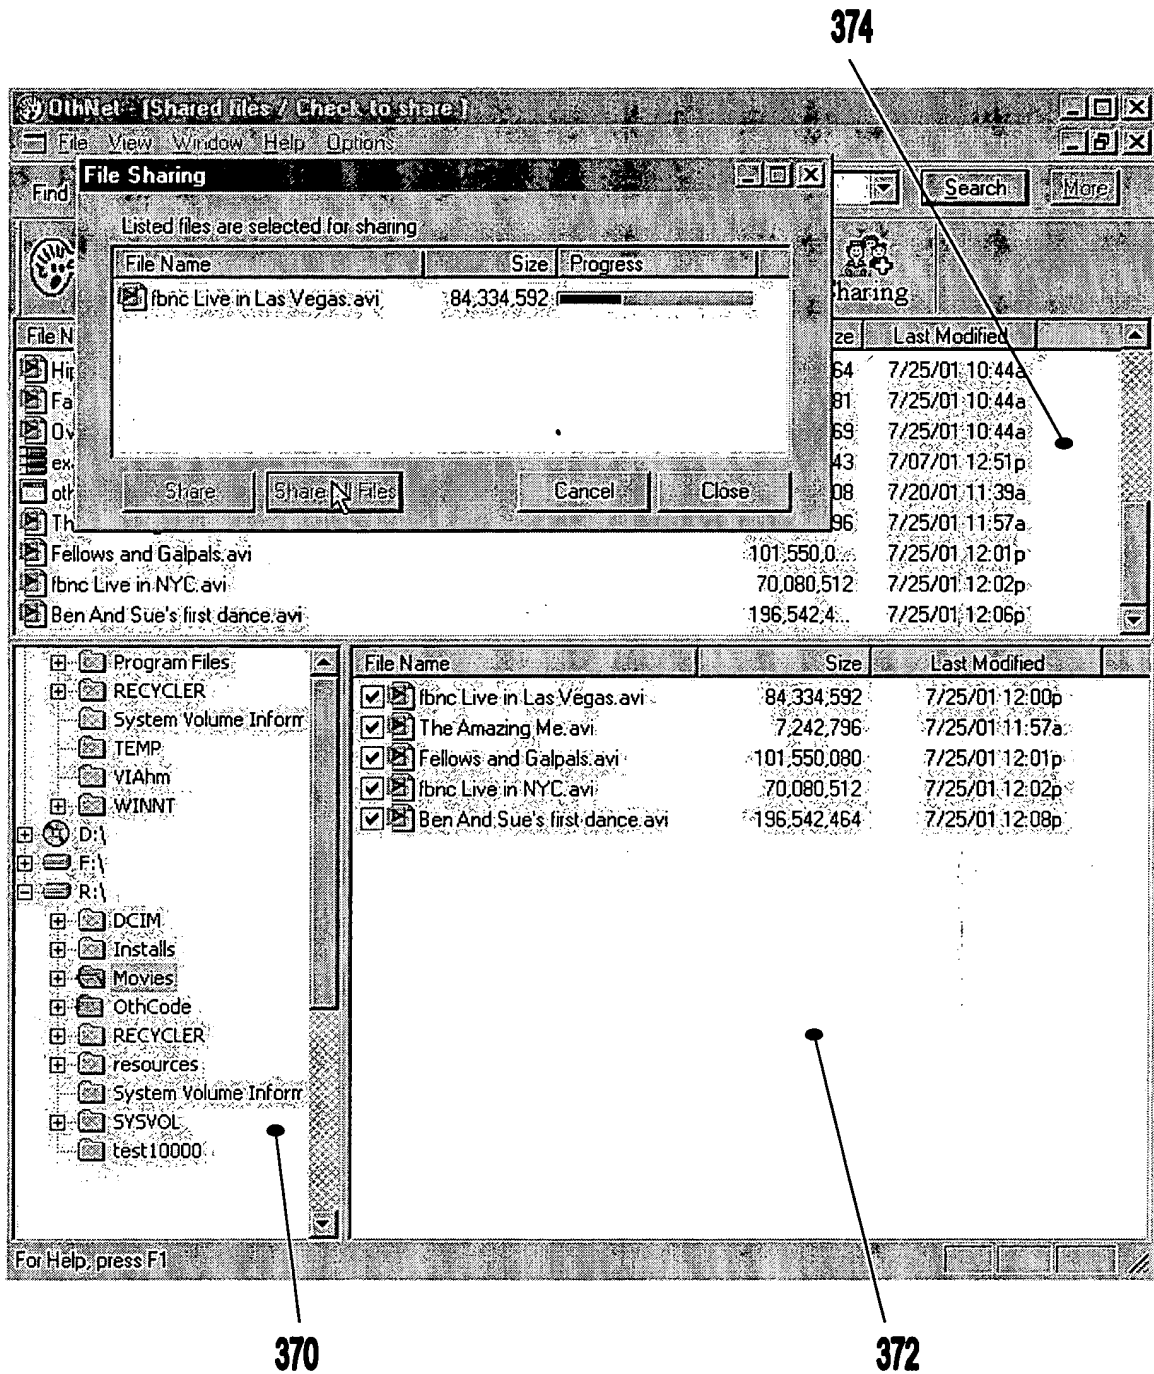 374
OthNet - [Shared files / Check to share ]
File View Window Help Options
File Sharing
Find
Search More
Listed files are selected for sharing
File Name Size Progress
fbnc Live in Las Vegas.avi 84,334,592
haring
File N ze Last Modified
Hip 64 7/25/01 10:44a
Fa 81 7/25/01 10:44a
Ov 69 7/25/01 10:44a
exa 43 7/07/01 12:51p
Share Share All Files Cancel Close
oth 08 7/20/01 11:39a
Th 96 7/25/01 11:57a
Fellows and Galpals.avi 101,550,0... 7/25/01 12:01p
fbnc Live in NYC.avi 70,080,512 7/25/01 12:02p
Ben And Sue's first dance.avi 196,542,4... 7/25/01 12:06p
Program Files
RECYCLER
System Volume Inform
TEMP
VIAhm
WINNT
D:\
F:\
R:\
DCIM
Installs
Movies
OthCode
RECYCLER
resources
System Volume Inform
SYSVOL
test10000
File Name Size Last Modified
fbnc Live in Las Vegas.avi 84,334,592 7/25/01 12:00p
The Amazing Me.avi 7,242,796 7/25/01 11:57a
Fellows and Galpals.avi 101,550,080 7/25/01 12:01p
fbnc Live in NYC.avi 70,080,512 7/25/01 12:02p
Ben And Sue's first dance.avi 196,542,464 7/25/01 12:08p
For Help, press F1
370
372